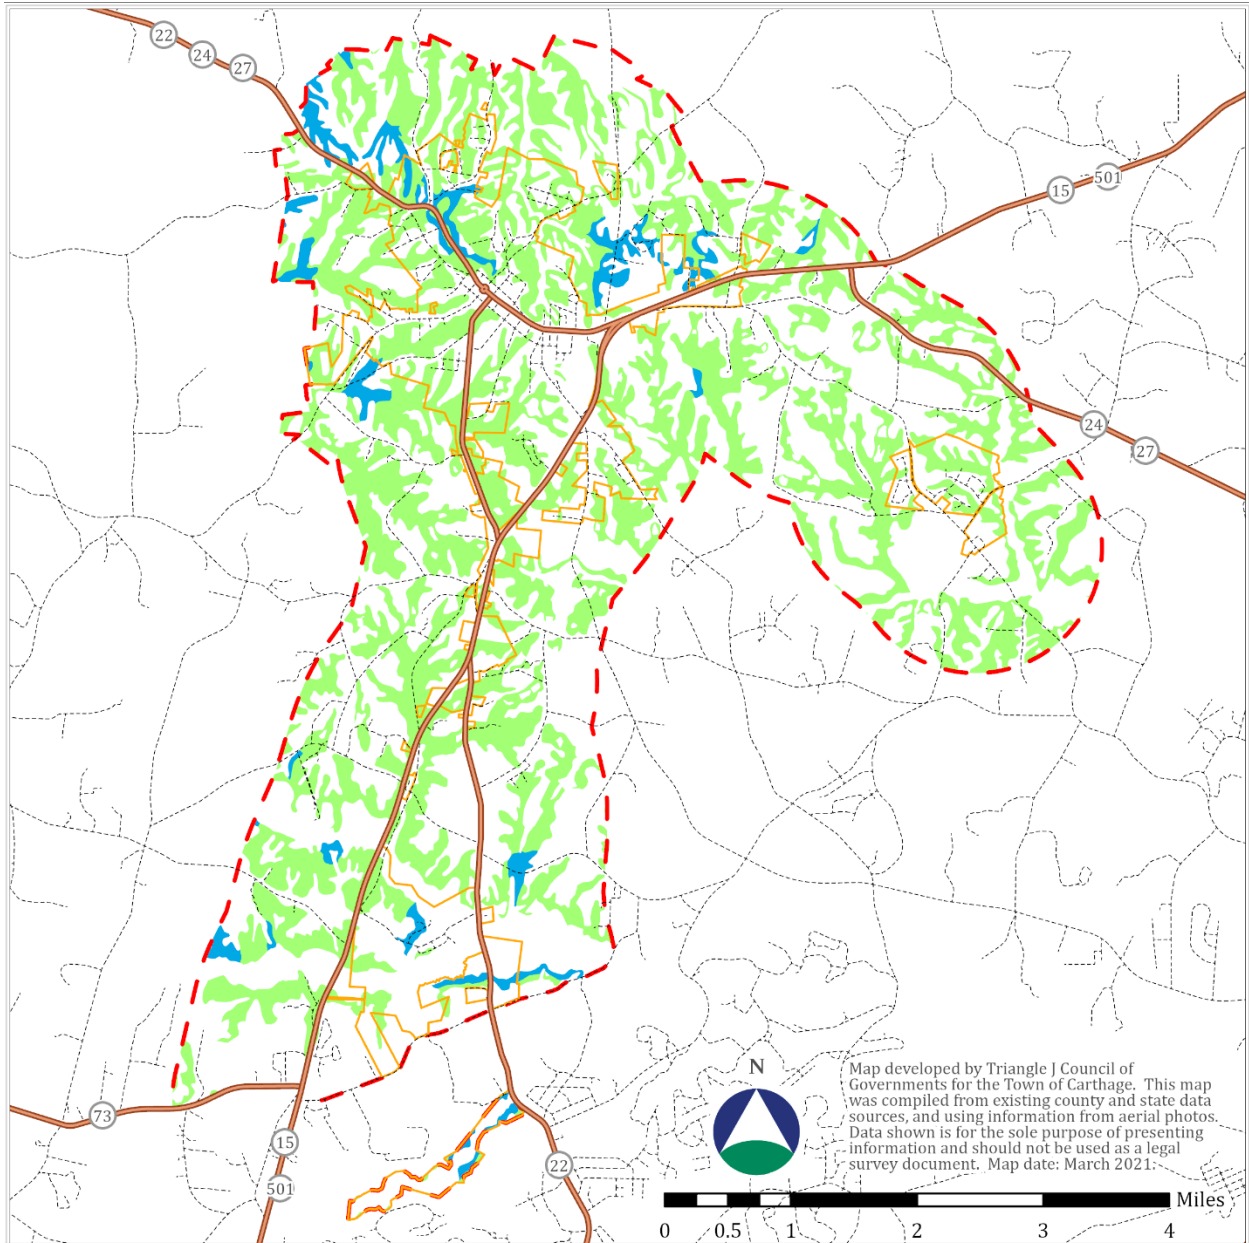 22
24
27
15
501
24
27
N
Map developed by Triangle J Council of
Governments for the Town of Carthage. This map
was compiled from existing county and state data
sources, and using information from aerial photos.
Data shown is for the sole purpose of presenting
information and should not be used as a legal
survey document. Map date: March 2021.
73
15
501
22
Miles
0 0.5 1 2 3 4